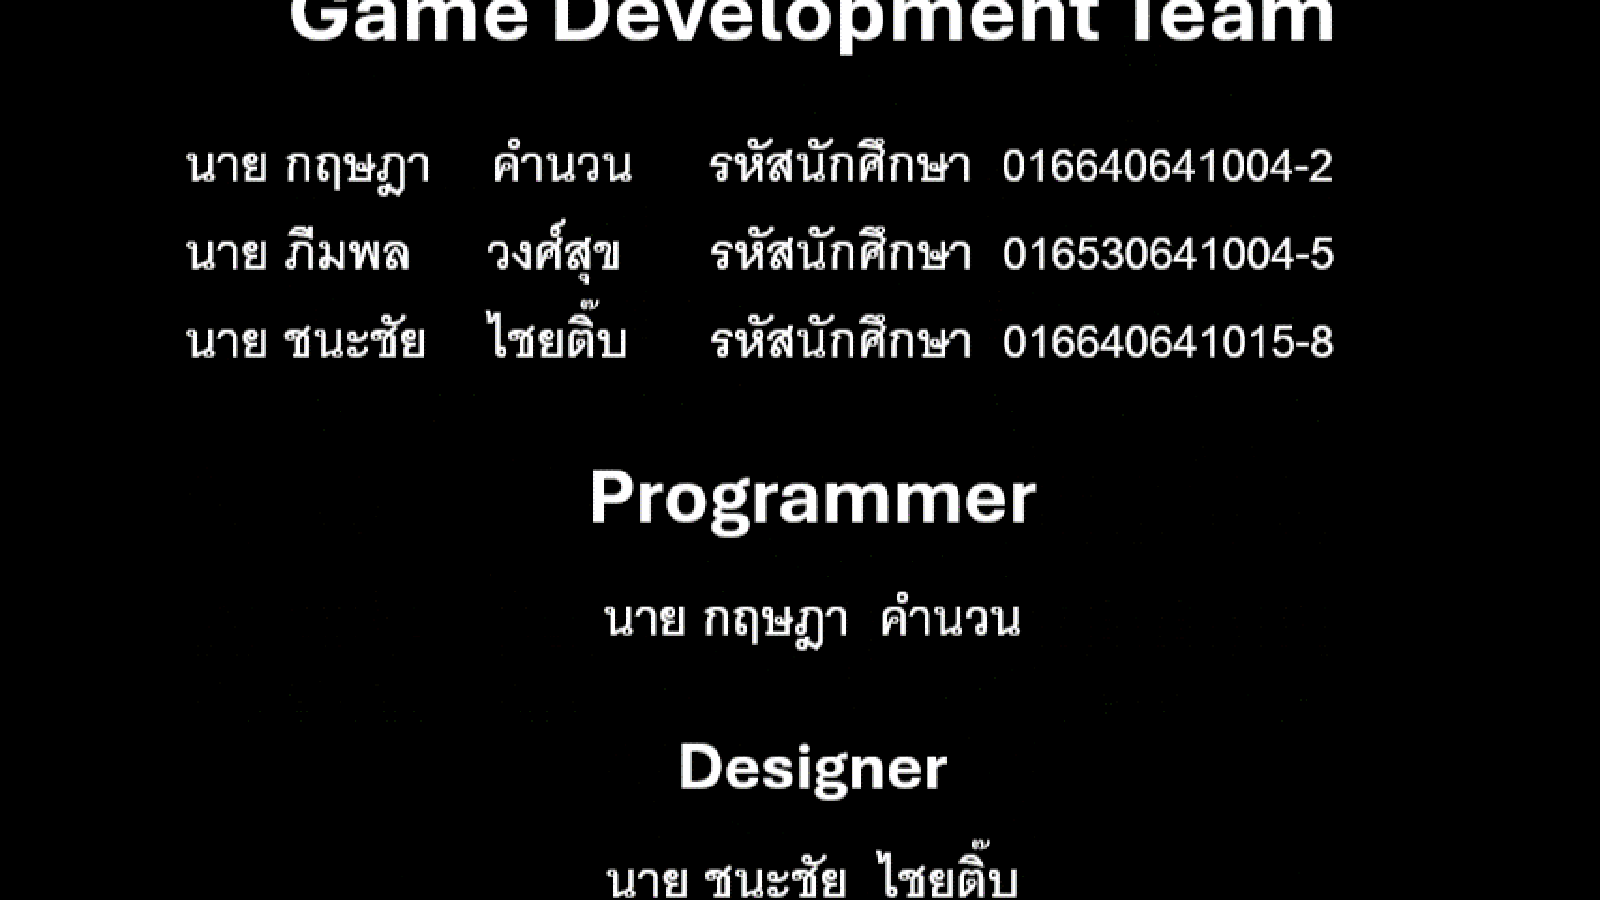 Game Development Team
นาย กฤษฎา คำนวน รหัสนักศึกษา 016640641004-2
นาย ภีมพล วงศ์สุข รหัสนักศึกษา 016530641004-5
นาย ชนะชัย ไชยติ๊บ รหัสนักศึกษา 016640641015-8
Programmer
นาย กฤษฎา คำนวน
Designer
นาย ชนะชัย ไชยติ๊บ